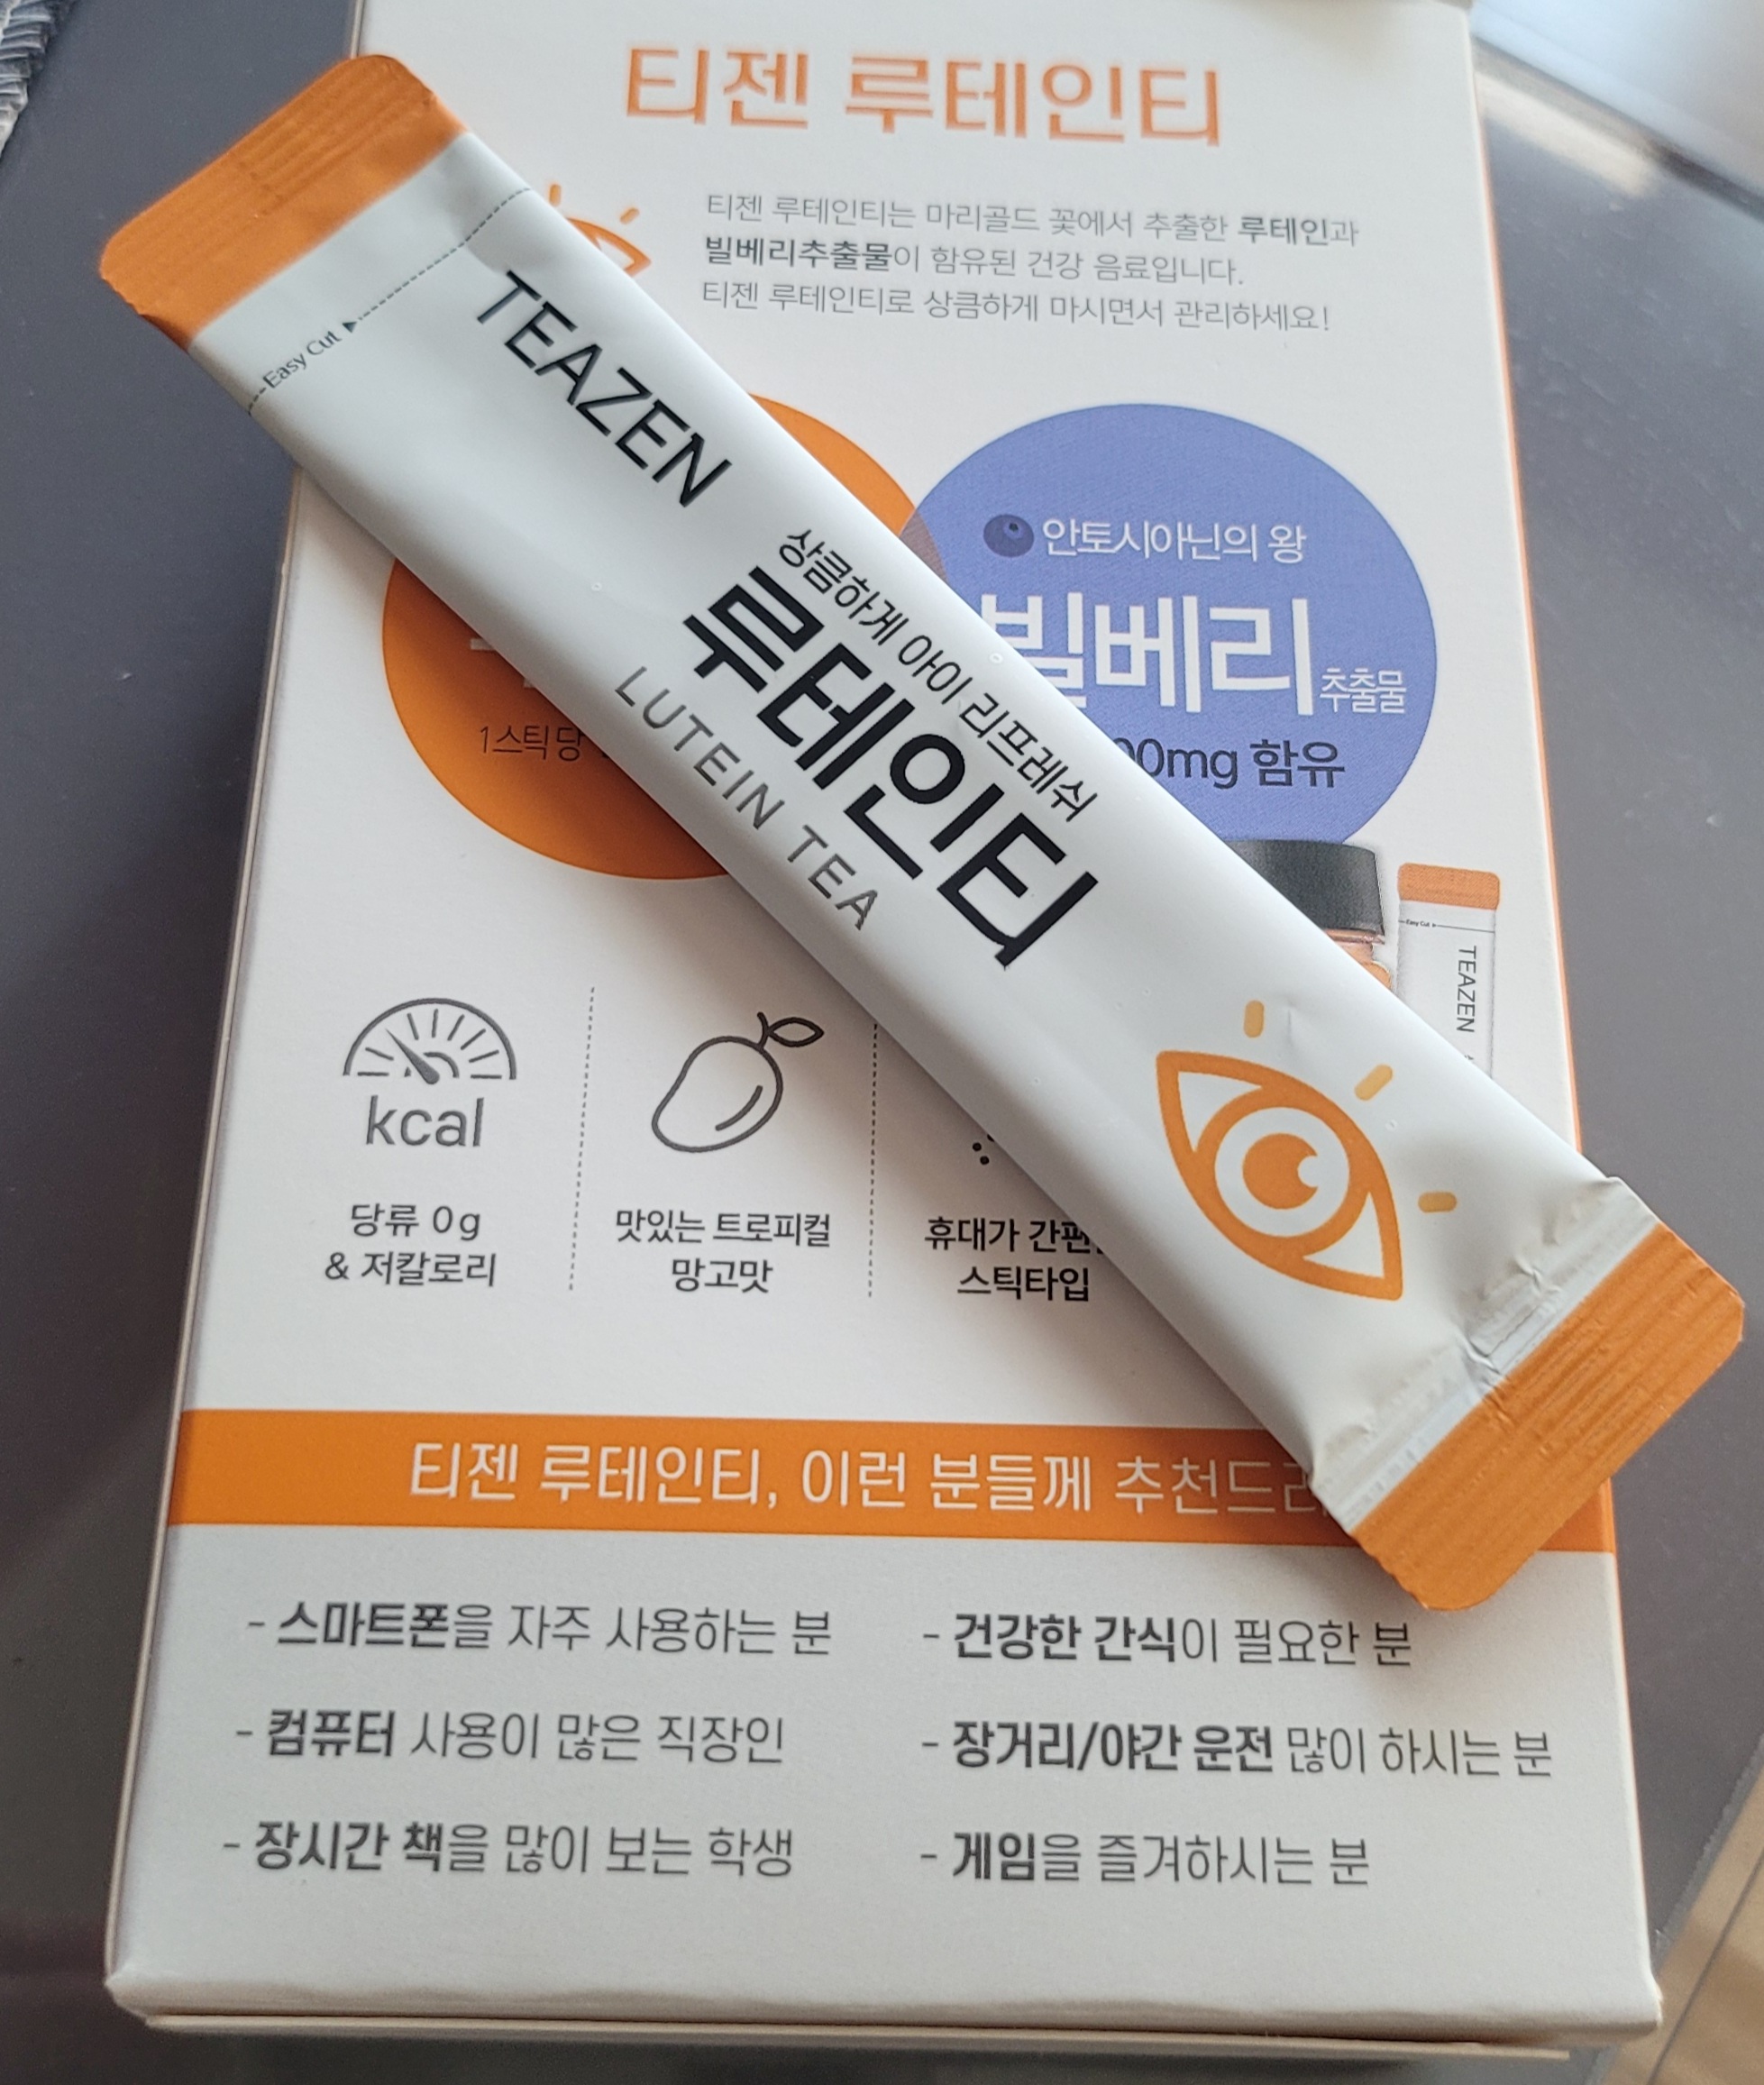 티젠 루테인티
티젠 루테인티는 마리골드 꽃에서 추출한 루테인과
빌베리추출물이 함유된 건강 음료입니다.
티젠 루테인티로 상큼하게 마시면서 관리하세요!
Easy Cut
TEAZEN
상큼하게 아이 리프레쉬
루테인티
LUTEIN TEA
1스틱당
안토시아닌의 왕
빌베리추출물
함유
Easy Cut
TEAZEN
kcal
당류 0g
& 저칼로리
맛있는 트로피컬
망고맛
휴대가 간편
스틱타입
티젠 루테인티, 이런 분들께
- 스마트폰을 자주 사용하는 분
- 컴퓨터 사용이 많은 직장인
- 장시간 책을 많이 보는 학생
- 건강한 간식이 필요한 분
- 장거리/야간 운전 많이 하시는 분
- 게임을 즐겨하시는 분